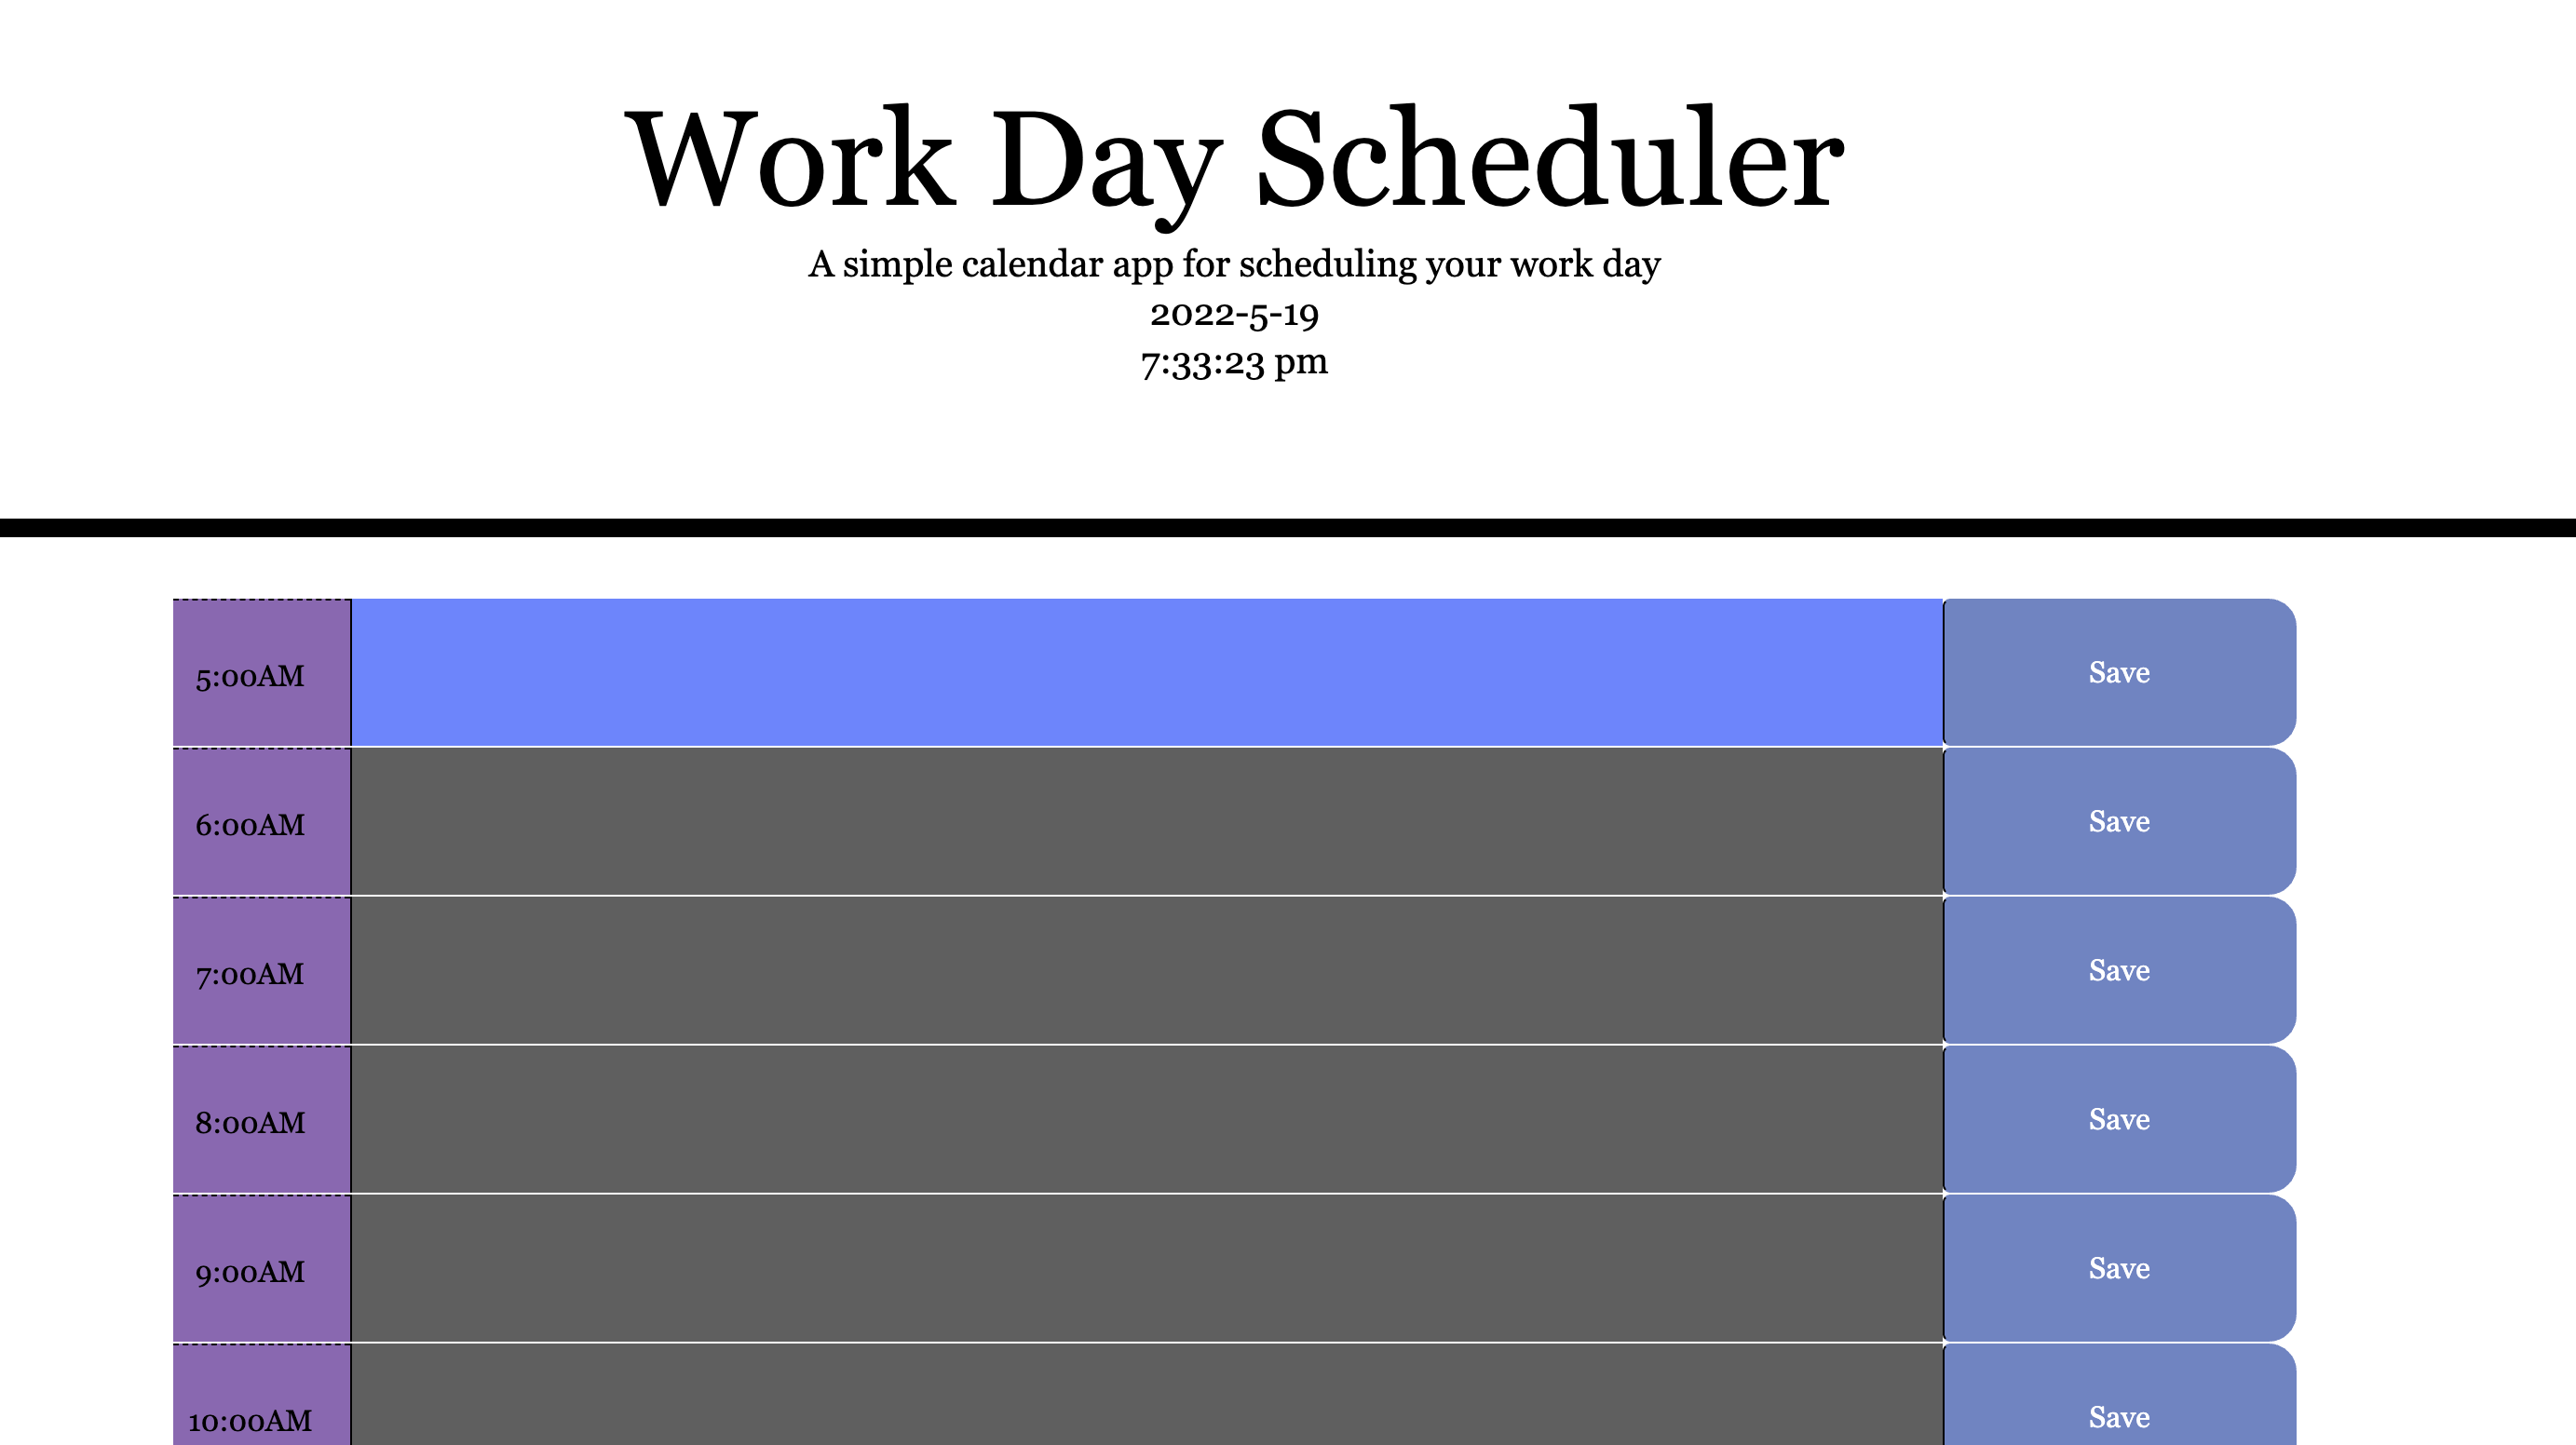 Work Day Scheduler
A simple calendar app for scheduling your work day
2022-5-19
7:33:23 pm
5:00AM Save
6:00AM Save
7:00AM Save
8:00AM Save
9:00AM Save
10:00AM Save